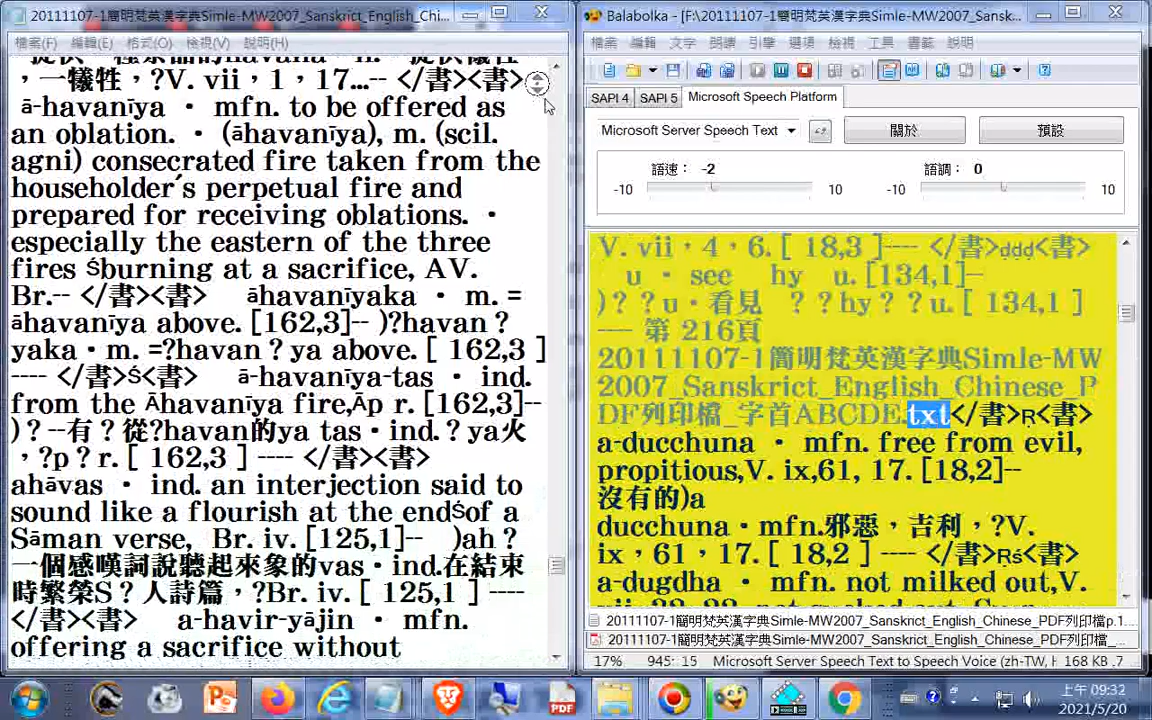 20111107-1簡明梵英漢字典Simle-MW2007_Sanskrict_English_Chi...
檔案(F) 編輯(E) 格式(O) 檢視(V) 說明(H)
，一犧牲，?V. vii，1，17...-- </書><書>
ā-havanīya ‧ mfn. to be offered as
an oblation. ‧ (āhavanīya), m. (scil.
agni) consecrated fire taken from the
householder's perpetual fire and
prepared for receiving oblations. ‧
especially the eastern of the three
fires śburning at a sacrifice, AV.
Br.-- </書><書> āhavanīyaka ‧ m. =
āhavanīya above. [162,3]-- )?havan？
yaka‧m. =?havan？ya above. [ 162,3 ]
---- </書>ś<書> ā-havanīya-tas ‧ ind.
from the Āhavanīya fire,Āp r. [162,3]--
)？--有？從?havan的ya tas‧ind.？ya火
，?p？r. [ 162,3 ] ---- </書><書>
ahāvas ‧ ind. an interjection said to
sound like a flourish at the endśof a
Sāman verse, Br. iv. [125,1]-- )ah？
一個感嘆詞說聽起來象的vas‧ind.在結束
時繁榮S？人詩篇，?Br. iv. [ 125,1 ] ----
</書><書> a-havir-yājin ‧ mfn.
offering a sacrifice without
Balabolka - [F:\20111107-1簡明梵英漢字典Simle-MW2007_Sansk...
檔案 編輯 文字 朗讀 引擎 選項 檢視 工具 書籤 說明
SAPI 4 SAPI 5 Microsoft Speech Platform
Microsoft Server Speech Text 關於 預設
語速： -2 語調： 0
-10 10 -10 10
V. vii，4，6. [ 18,3 ]---- </書>ḍḍḍ<書>
u ‧ see hy u. [134,1]--
)？？u‧看見 ？？hy？？u. [ 134,1 ]
---- 第 216頁
20111107-1簡明梵英漢字典Simle-MW
2007_Sanskrict_English_Chinese_P
DF列印檔_字首ABCDE.txt</書>Ṛ<書>
a-ducchuna ‧ mfn. free from evil,
propitious,V. ix,61, 17. [18,2]--
沒有的)a
ducchuna‧mfn.邪惡，吉利，?V.
ix，61，17. [ 18,2 ] ---- </書>Ṛś<書>
a-dugdha ‧ mfn. not milked out,V.
20111107-1簡明梵英漢字典Simle-MW2007_Sanskrict_English_Chinese_PDF列印檔p.1...
20111107-1簡明梵英漢字典Simle-MW2007_Sanskrict_English_Chinese_PDF列印檔_...
17% 945: 15 Microsoft Server Speech Text to Speech Voice (zh-TW, H 168 KB .7
上午 09:32
2021/5/20